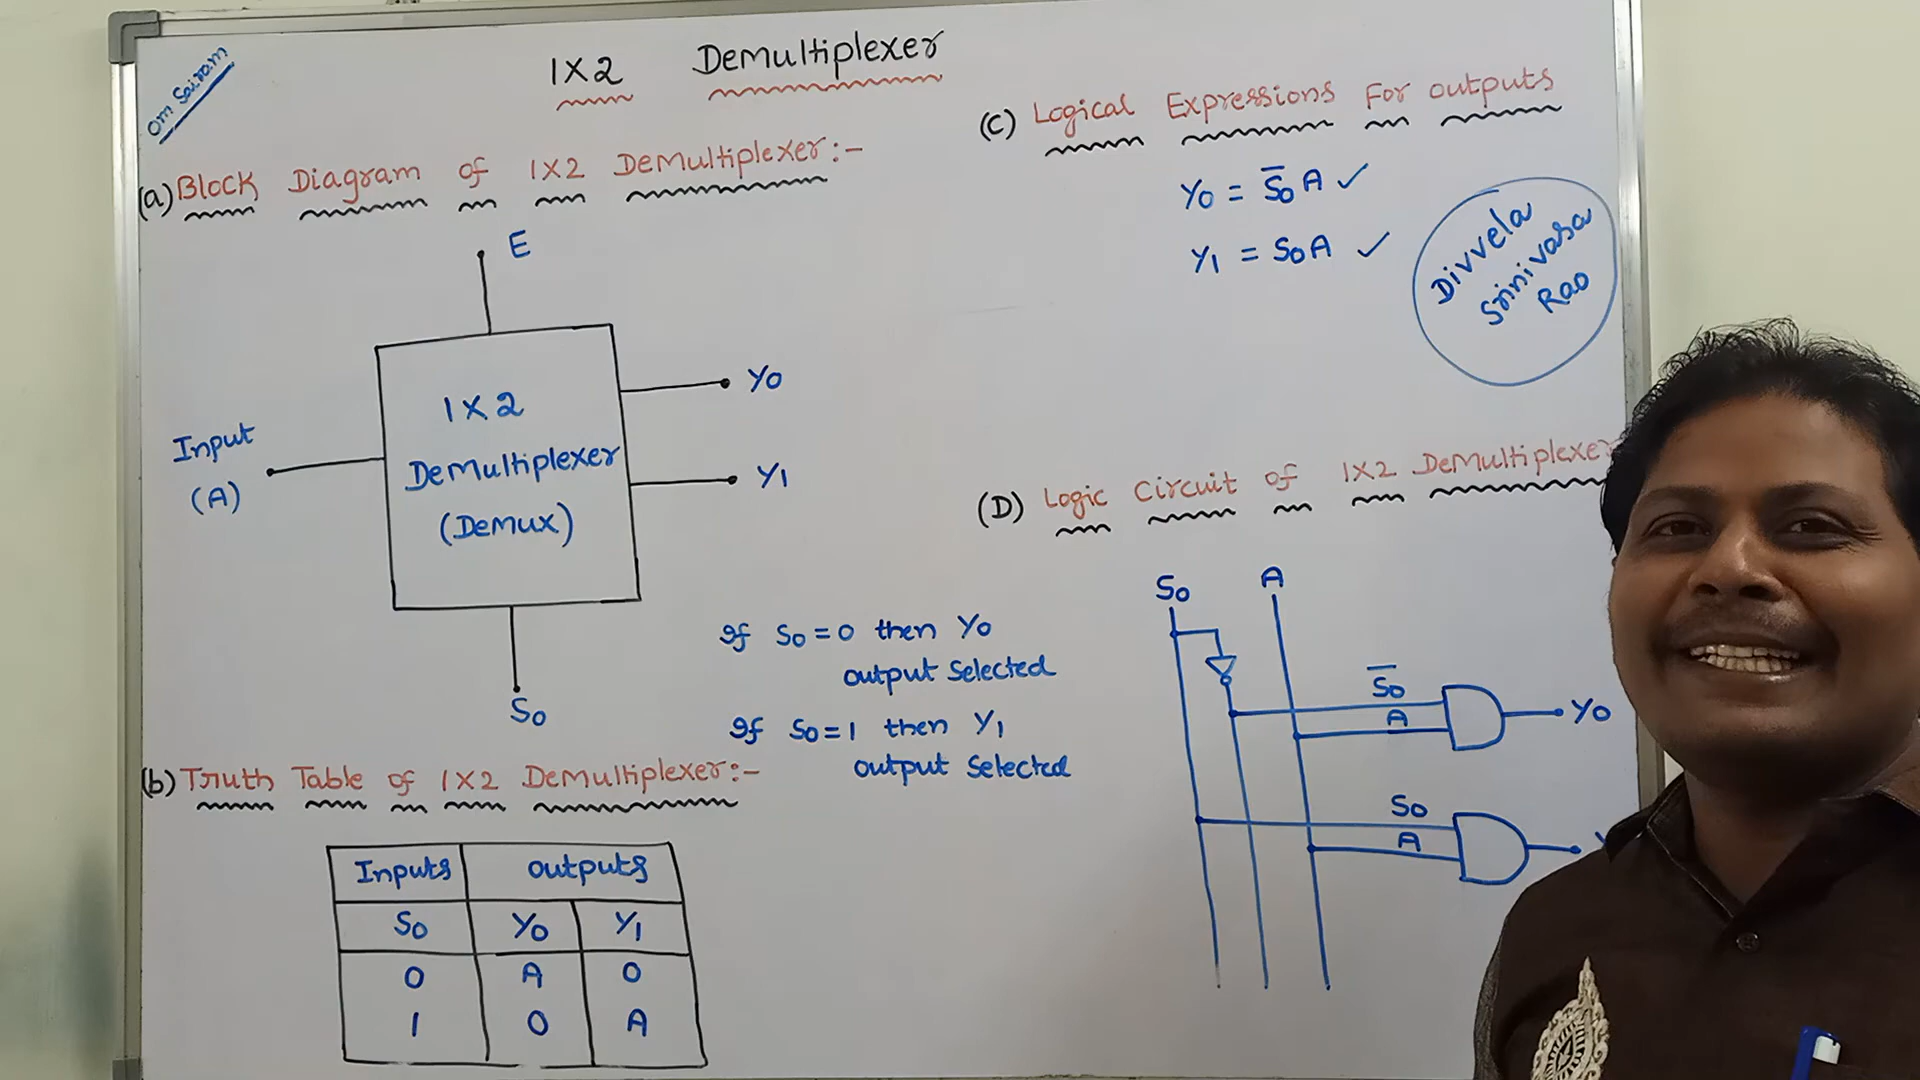 Om Sairam
1X2 Demultiplexer
(a) Block Diagram of 1X2 Demultiplexer:-
E
Input
(A)
1X2
Demultiplexer
(Demux)
Y0
Y1
S0
If S0=0 then Y0
output selected
If S0=1 then Y1
output selected
(b) Truth Table of 1X2 Demultiplexer:-
Inputs outputs
S0 Y0 Y1
0 A 0
1 0 A
(C) Logical Expressions For outputs
Y0 = S̅0 A ✓
Y1 = S0 A ✓
Divvela
Srinivasa
Rao
(D) Logic Circuit of 1X2 Demultiplexer
S0 A
S̅0
A
Y0
S0
A